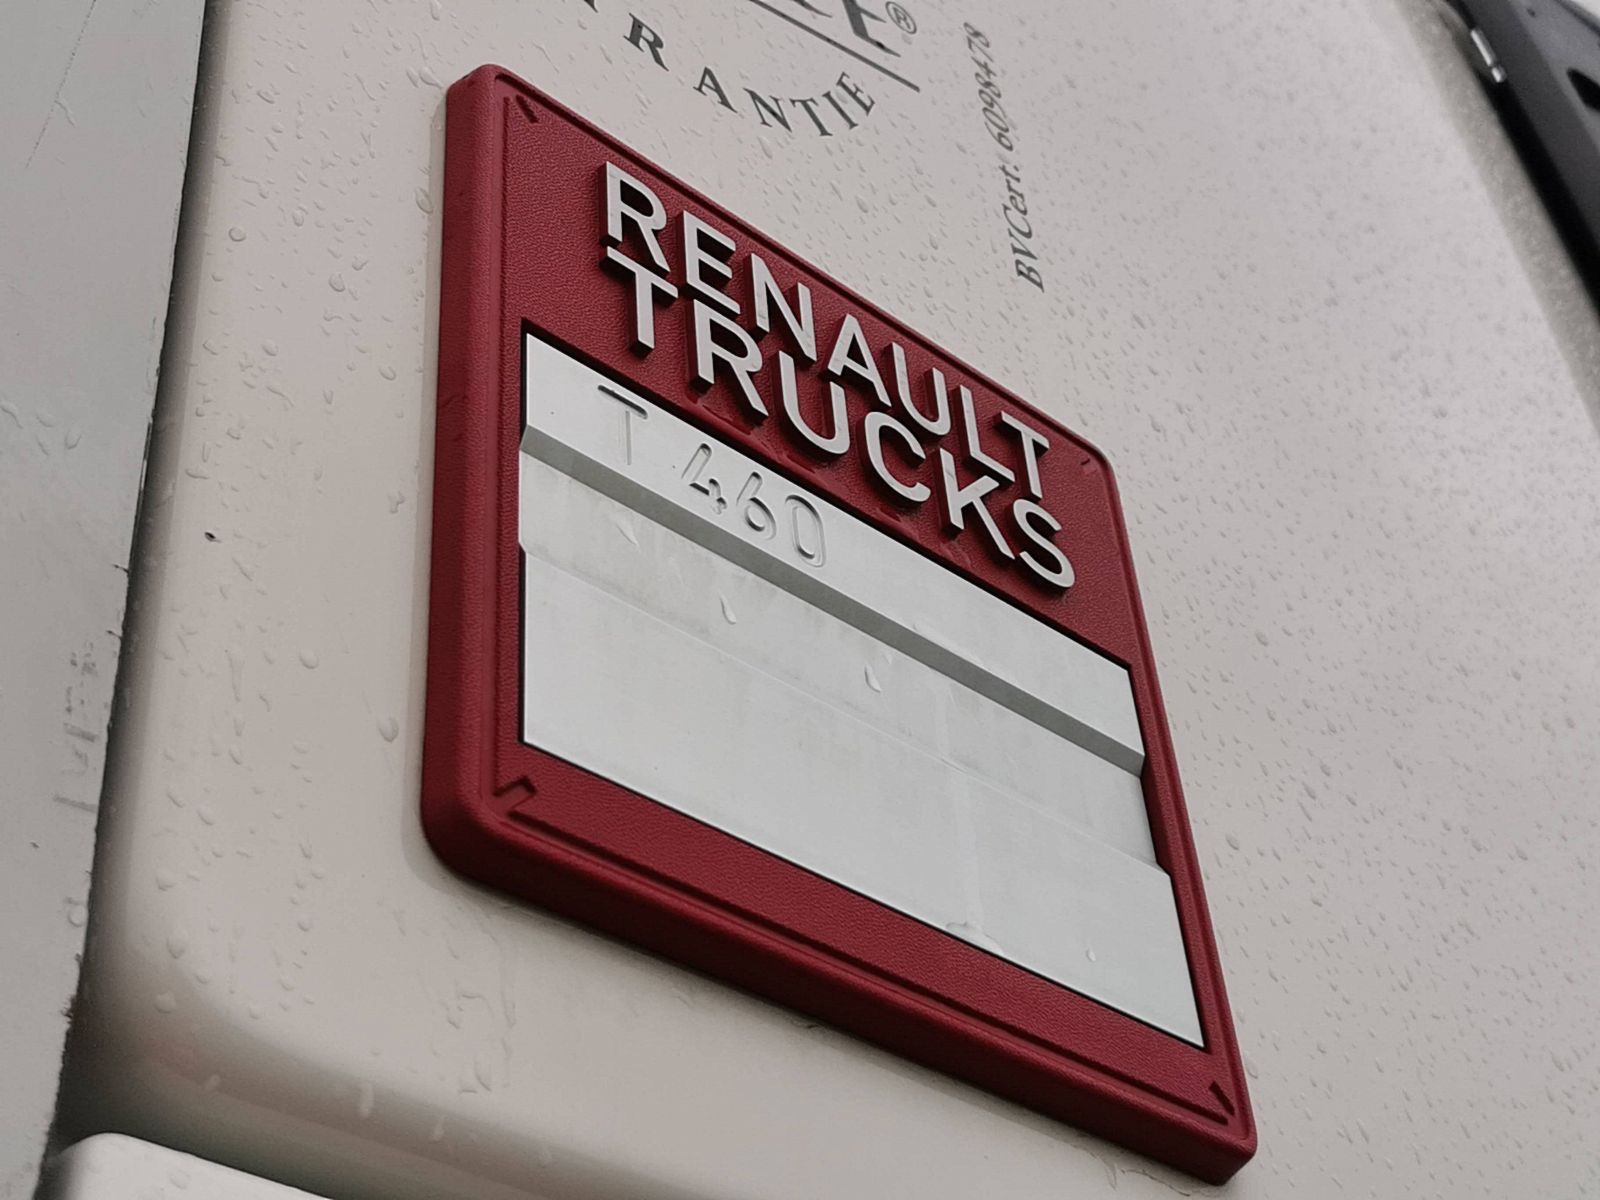 RANTIE
BVCert. 6098478
RENAULT
TRUCKS
T 460